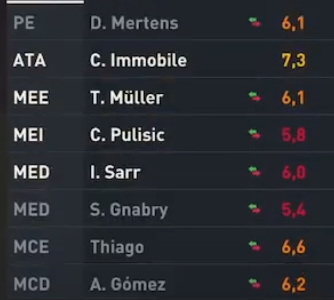 PE D. Mertens 6,1
ATA C. Immobile 7,3
MEE T. Müller 6,1
MEI C. Pulisic 5,8
MED I. Sarr 6,0
MED S. Gnabry 5,4
MCE Thiago 6,6
MCD A. Gómez 6,2